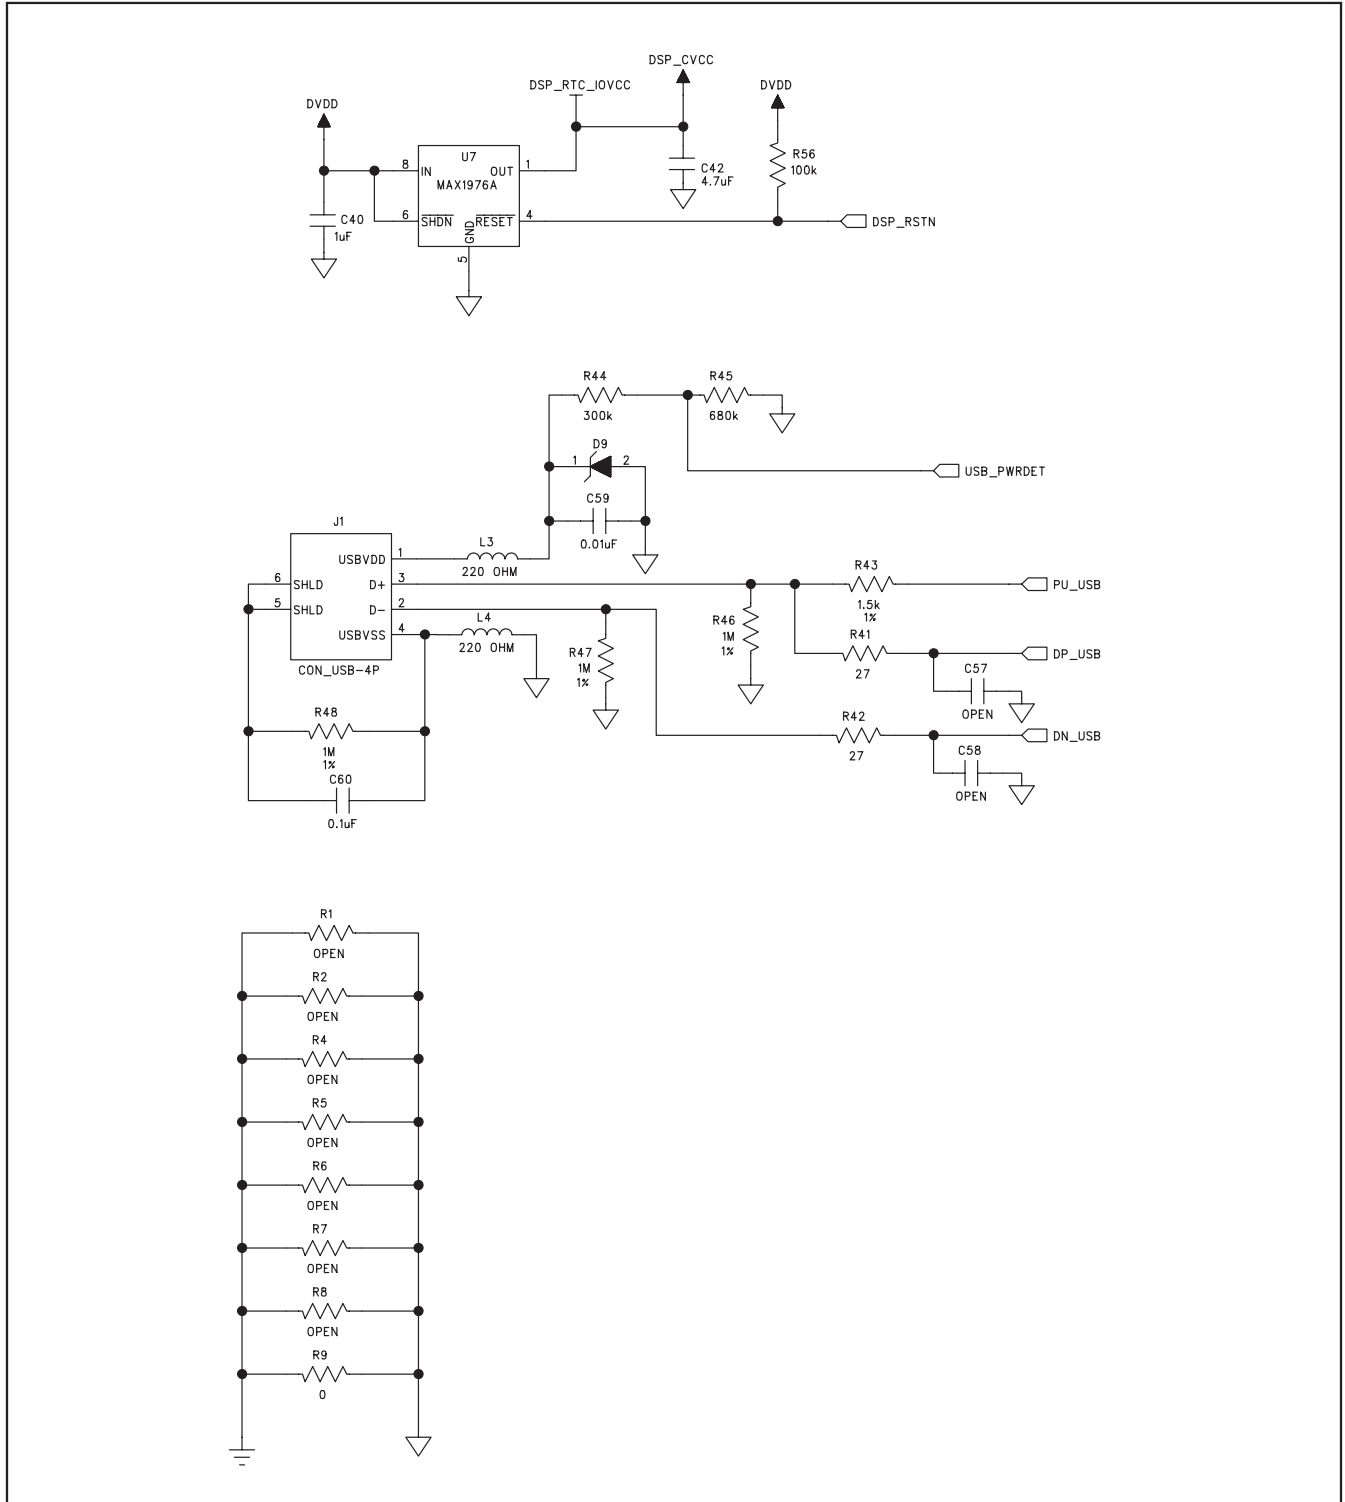 DSP_CVCC
DSP_RTC_IOVCC
DVDD
DVDD
U7
8
IN
OUT
1
MAX1976A
R56
100k
C42
4.7uF
6
SHDN
RESET
4
DSP_RSTN
C40
1uF
GND
5
R44
300k
R45
680k
D9
1
2
USB_PWRDET
C59
0.01uF
J1
USBVDD
1
L3
220 OHM
6
SHLD
D+
3
R43
1.5k
1%
PU_USB
5
SHLD
D-
2
USBVSS
4
L4
220 OHM
CON_USB-4P
R47
1M
1%
R46
1M
1%
R41
27
DP_USB
C57
OPEN
R42
27
DN_USB
C58
OPEN
R48
1M
1%
C60
0.1uF
R1
OPEN
R2
OPEN
R4
OPEN
R5
OPEN
R6
OPEN
R7
OPEN
R8
OPEN
R9
0